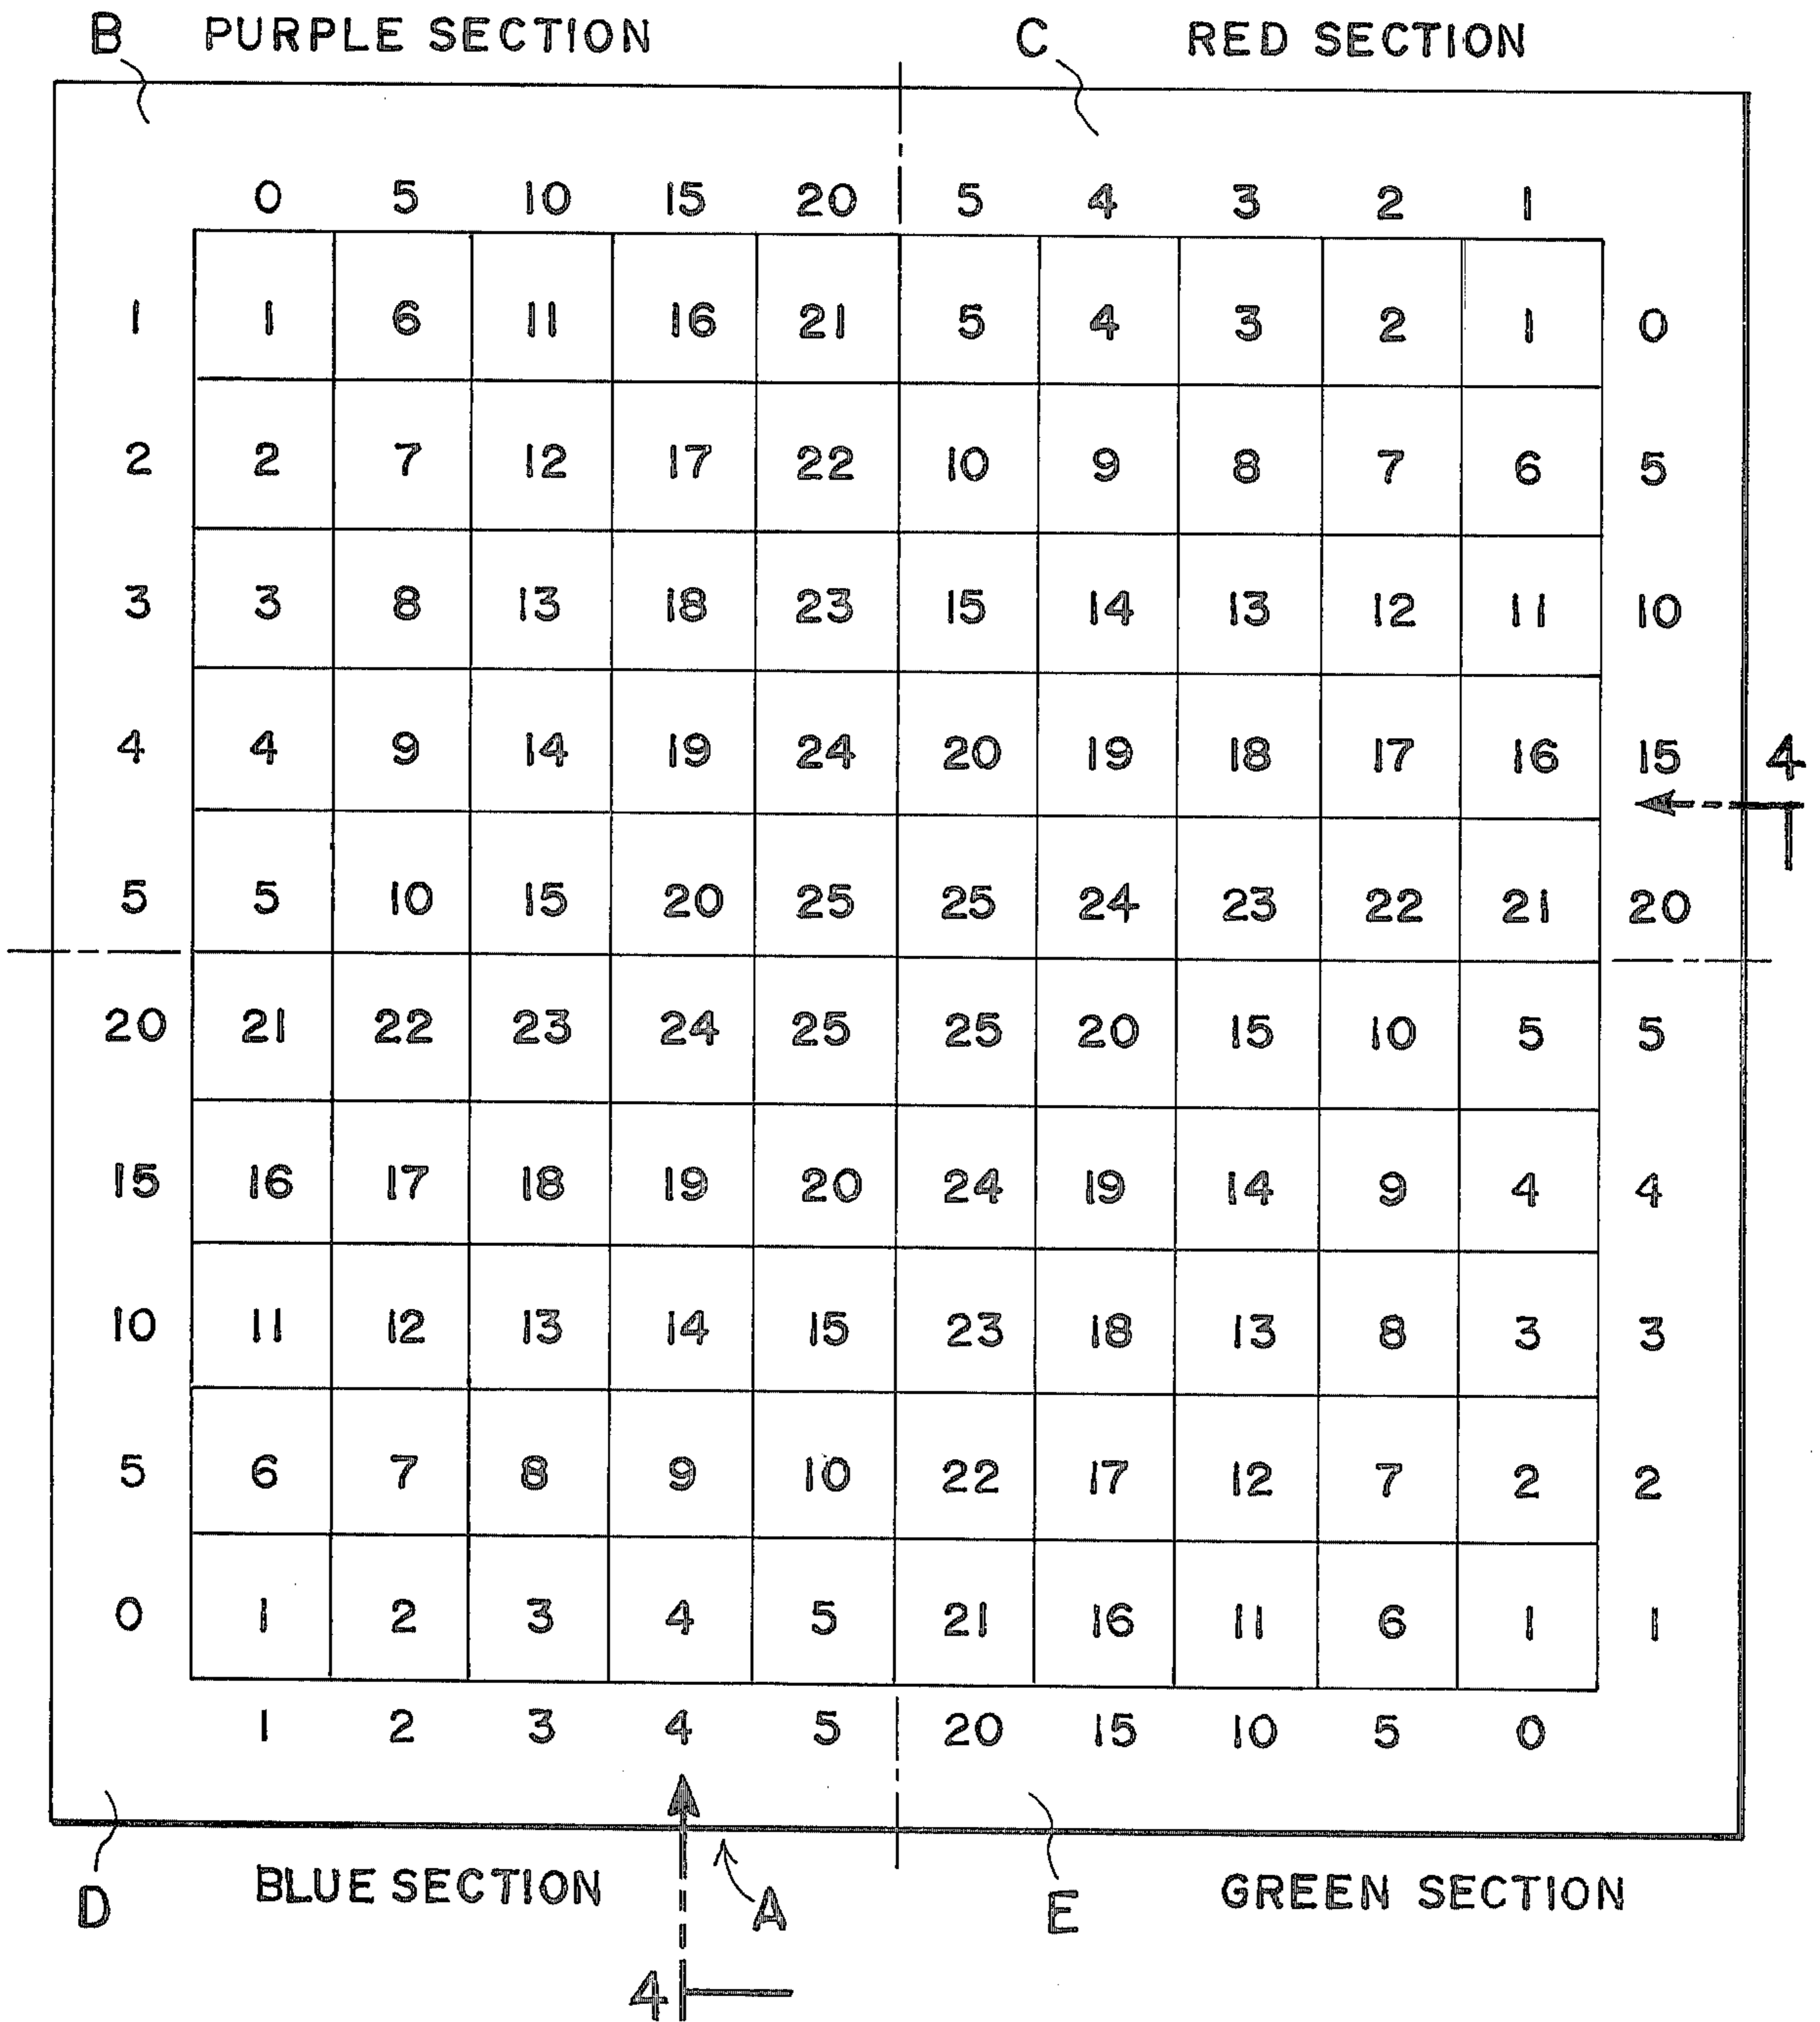 B PURPLE SECTION C RED SECTION
0 5 10 15 20 5 4 3 2 1
1 1 6 11 16 21 5 4 3 2 1 0
2 2 7 12 17 22 10 9 8 7 6 5
3 3 8 13 18 23 15 14 13 12 11 10
4 4 9 14 19 24 20 19 18 17 16 15 4
5 5 10 15 20 25 25 24 23 22 21 20
20 21 22 23 24 25 25 20 15 10 5 5
15 16 17 18 19 20 24 19 14 9 4 4
10 11 12 13 14 15 23 18 13 8 3 3
5 6 7 8 9 10 22 17 12 7 2 2
0 1 2 3 4 5 21 16 11 6 1 1
1 2 3 4 5 20 15 10 5 0
D BLUE SECTION A E GREEN SECTION
4